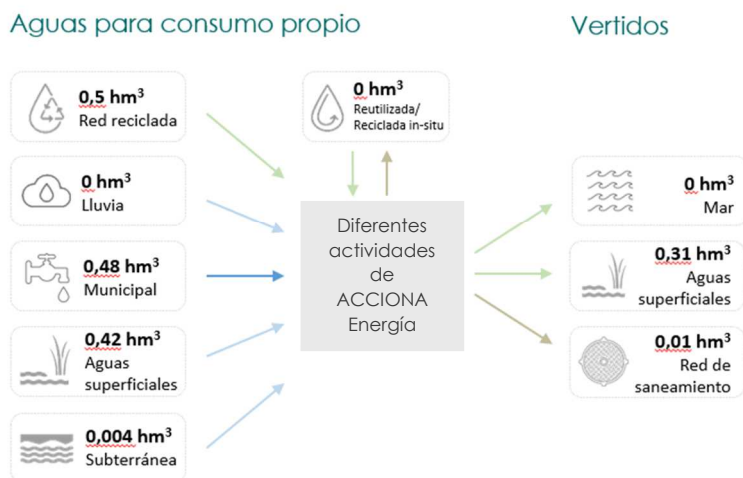 Aguas para consumo propio
Vertidos
0,5 hm³
Red reciclada
0 hm³
Lluvia
0,48 hm³
Municipal
0,42 hm³
Aguas
superficiales
0,004 hm³
Subterránea
0 hm³
Reutilizada/
Reciclada in-situ
Diferentes
actividades
de
ACCIONA
Energía
0 hm³
Mar
0,31 hm³
Aguas
superficiales
0,01 hm³
Red de
saneamiento